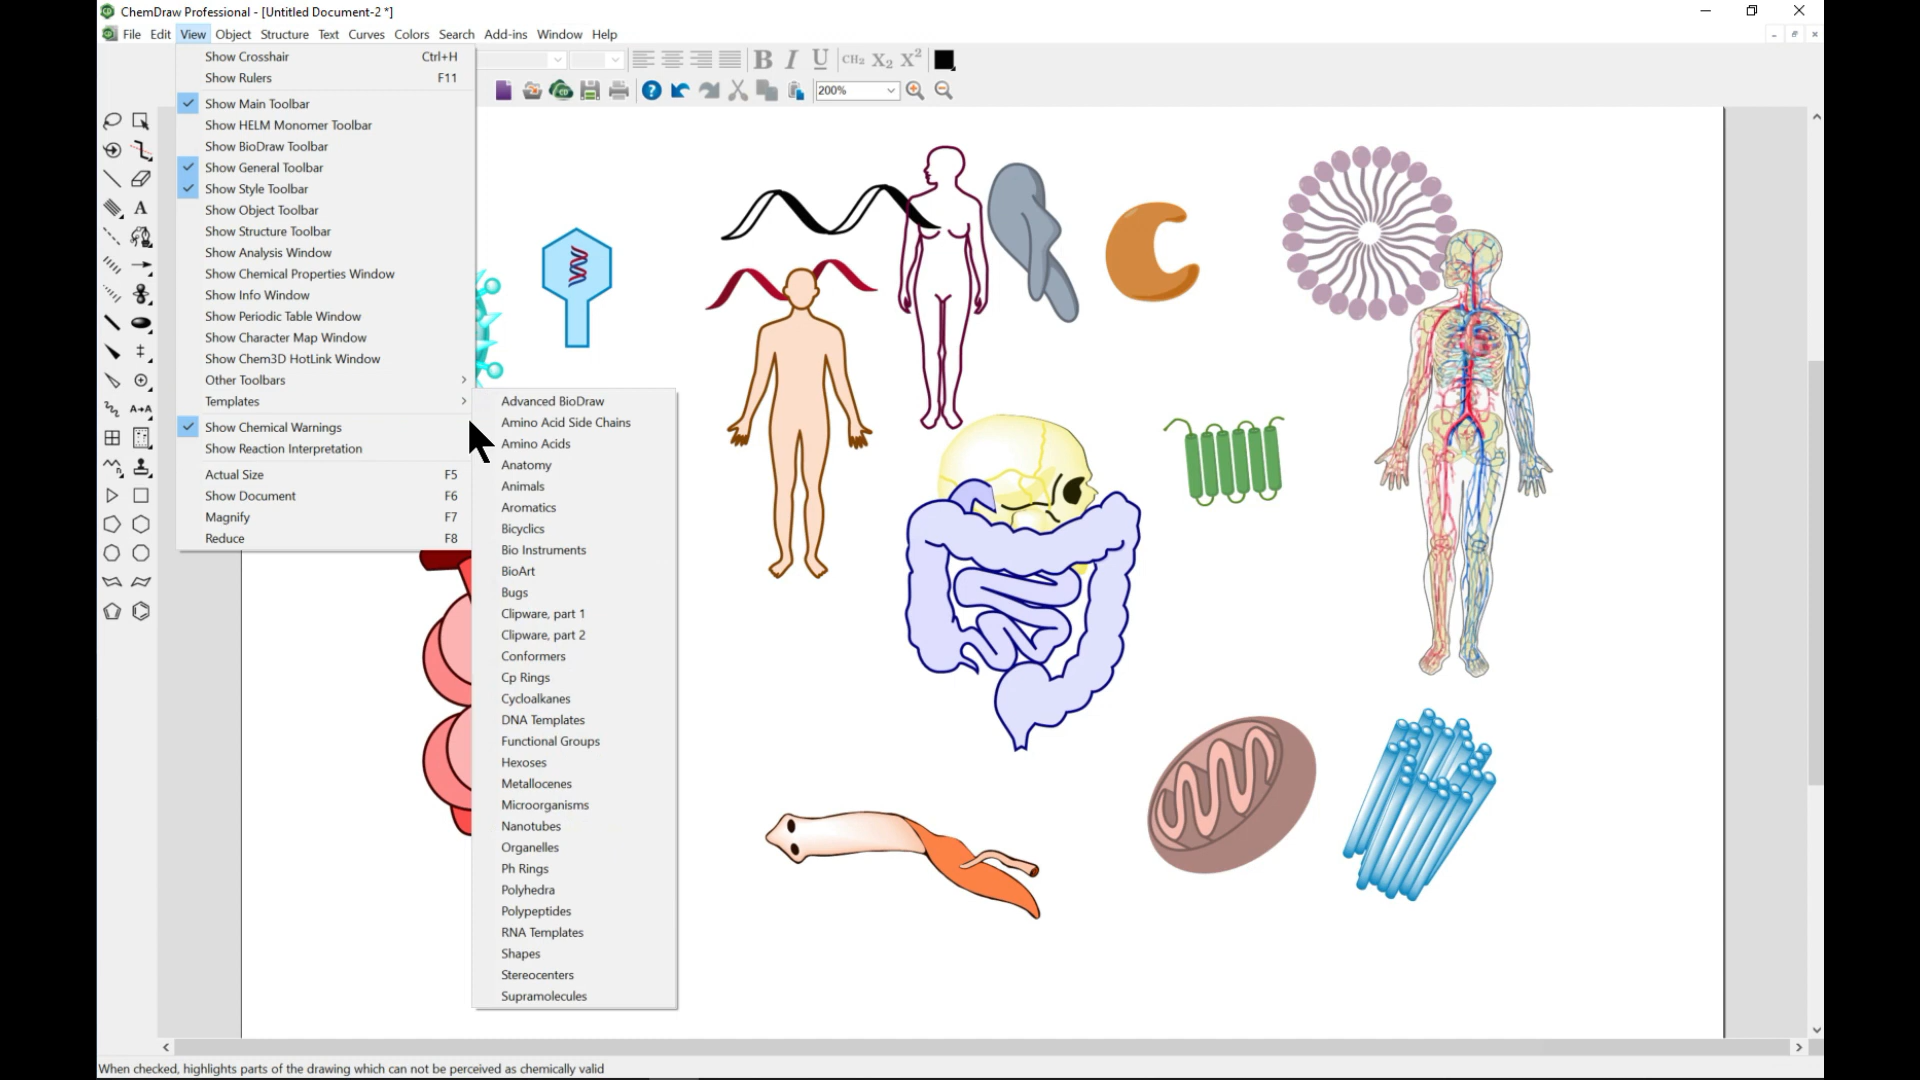 ChemDraw Professional - [Untitled Document-2 *]
File Edit View Object Structure Text Curves Colors Search Add-ins Window Help
Show Crosshair Ctrl+H
Show Rulers F11
Show Main Toolbar
Show HELM Monomer Toolbar
Show BioDraw Toolbar
Show General Toolbar
Show Style Toolbar
Show Object Toolbar
Show Structure Toolbar
Show Analysis Window
Show Chemical Properties Window
Show Info Window
Show Periodic Table Window
Show Character Map Window
Show Chem3D HotLink Window
Other Toolbars
Templates
Show Chemical Warnings
Show Reaction Interpretation
Actual Size F5
Show Document F6
Magnify F7
Reduce F8
B I U CH2 X2 X2
200%
A
A→A
Advanced BioDraw
Amino Acid Side Chains
Amino Acids
Anatomy
Animals
Aromatics
Bicyclics
Bio Instruments
BioArt
Bugs
Clipware, part 1
Clipware, part 2
Conformers
Cp Rings
Cycloalkanes
DNA Templates
Functional Groups
Hexoses
Metallocenes
Microorganisms
Nanotubes
Organelles
Ph Rings
Polyhedra
Polypeptides
RNA Templates
Shapes
Stereocenters
Supramolecules
When checked, highlights parts of the drawing which can not be perceived as chemically valid